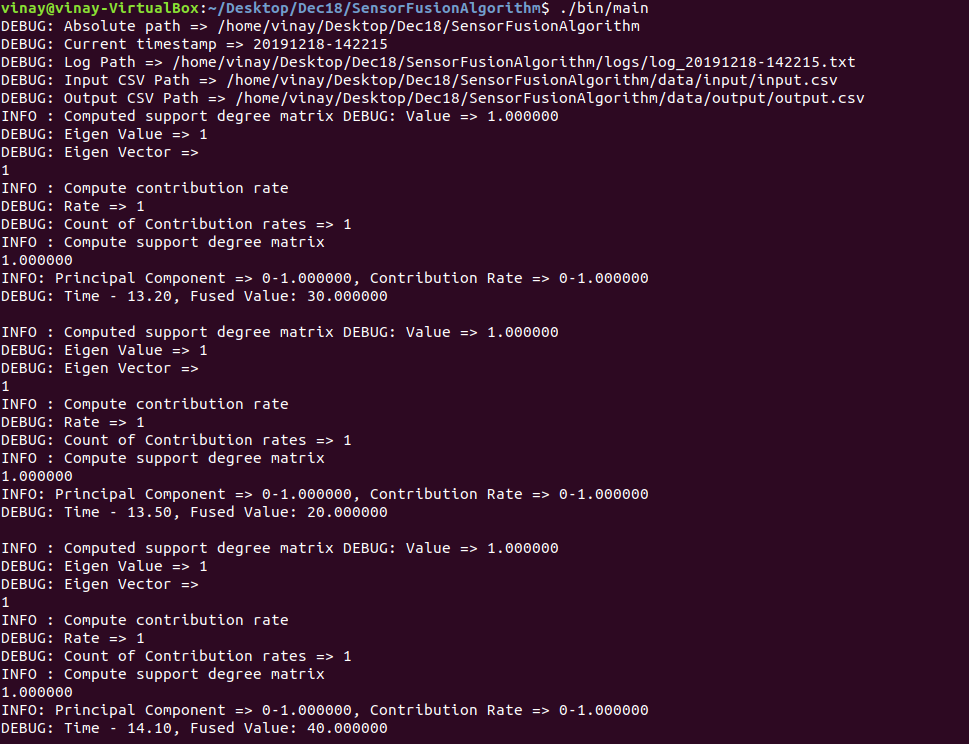 vinay@vinay-VirtualBox:~/Desktop/Dec18/SensorFusionAlgorithm$ ./bin/main
DEBUG: Absolute path => /home/vinay/Desktop/Dec18/SensorFusionAlgorithm
DEBUG: Current timestamp => 20191218-142215
DEBUG: Log Path => /home/vinay/Desktop/Dec18/SensorFusionAlgorithm/logs/log_20191218-142215.txt
DEBUG: Input CSV Path => /home/vinay/Desktop/Dec18/SensorFusionAlgorithm/data/input/input.csv
DEBUG: Output CSV Path => /home/vinay/Desktop/Dec18/SensorFusionAlgorithm/data/output/output.csv
INFO : Computed support degree matrix DEBUG: Value => 1.000000
DEBUG: Eigen Value => 1
DEBUG: Eigen Vector =>
1
INFO : Compute contribution rate
DEBUG: Rate => 1
DEBUG: Count of Contribution rates => 1
INFO : Compute support degree matrix
1.000000
INFO: Principal Component => 0-1.000000, Contribution Rate => 0-1.000000
DEBUG: Time - 13.20, Fused Value: 30.000000

INFO : Computed support degree matrix DEBUG: Value => 1.000000
DEBUG: Eigen Value => 1
DEBUG: Eigen Vector =>
1
INFO : Compute contribution rate
DEBUG: Rate => 1
DEBUG: Count of Contribution rates => 1
INFO : Compute support degree matrix
1.000000
INFO: Principal Component => 0-1.000000, Contribution Rate => 0-1.000000
DEBUG: Time - 13.50, Fused Value: 20.000000

INFO : Computed support degree matrix DEBUG: Value => 1.000000
DEBUG: Eigen Value => 1
DEBUG: Eigen Vector =>
1
INFO : Compute contribution rate
DEBUG: Rate => 1
DEBUG: Count of Contribution rates => 1
INFO : Compute support degree matrix
1.000000
INFO: Principal Component => 0-1.000000, Contribution Rate => 0-1.000000
DEBUG: Time - 14.10, Fused Value: 40.000000